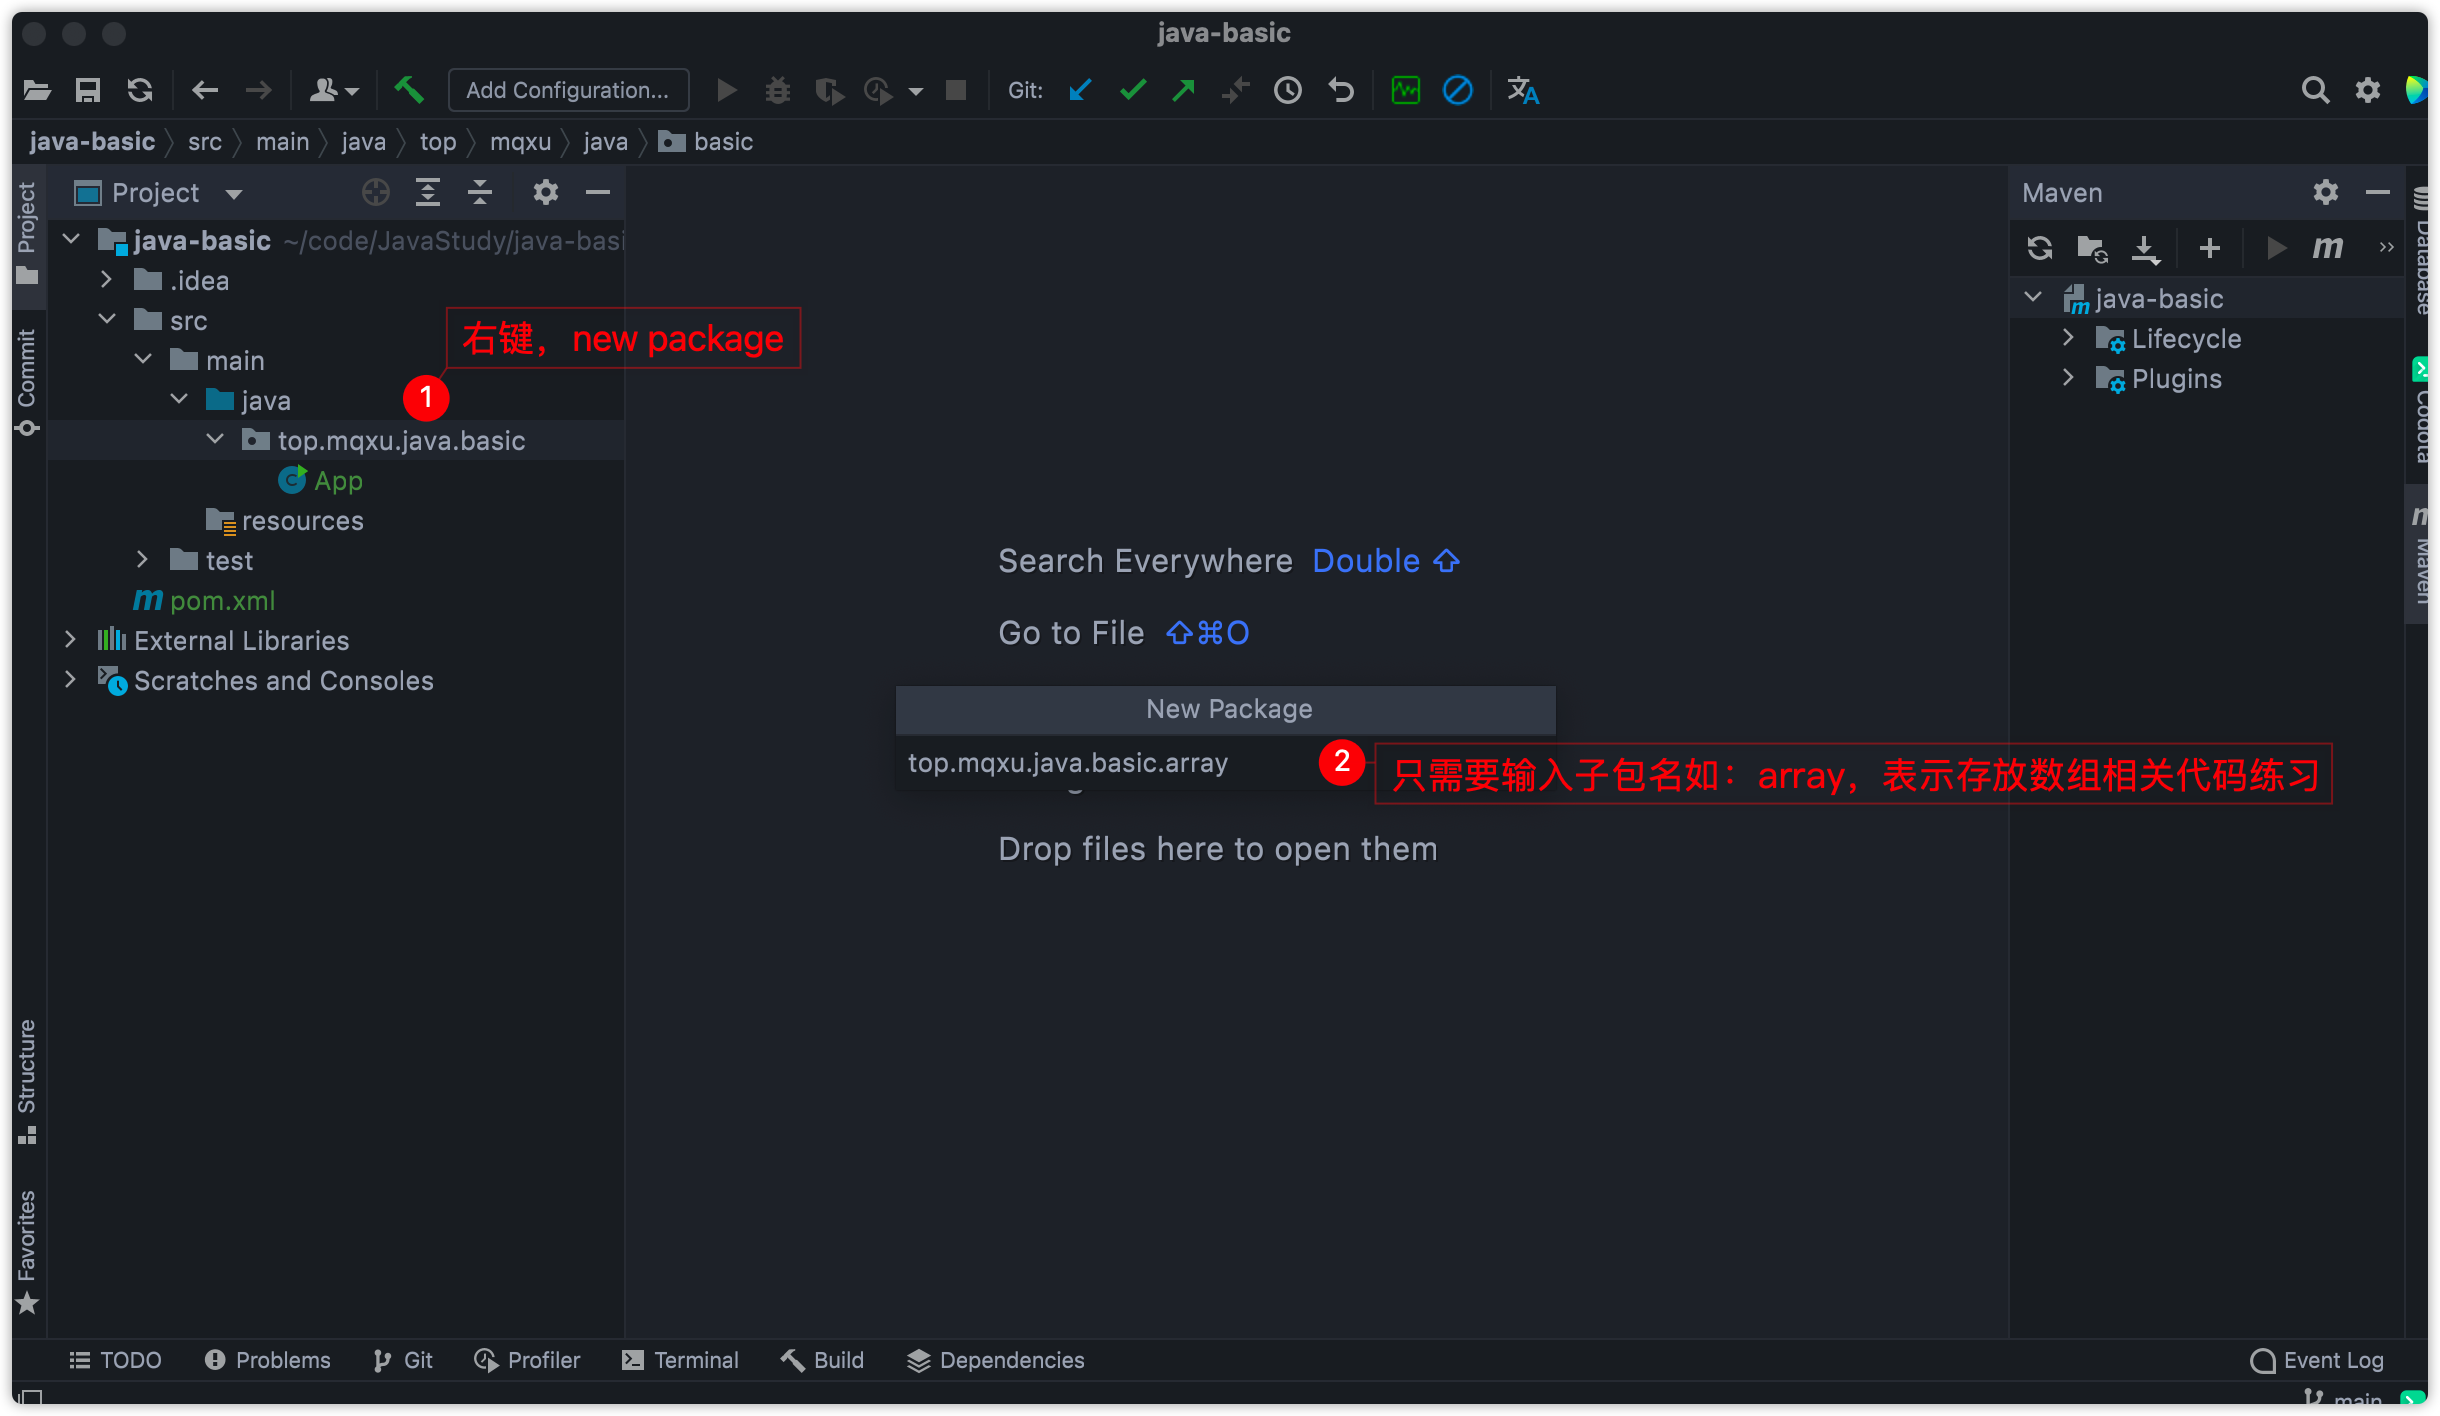 java-basic
Add Configuration...
Git:
java-basic
src
main
java
top
mqxu
java
basic
Project
Commit
Structure
Favorites
Project
java-basic ~/code/JavaStudy/java-basi
.idea
src
main
java
top.mqxu.java.basic
App
resources
test
pom.xml
External Libraries
Scratches and Consoles
1
右键，new package
Search Everywhere Double ⇧
Go to File ⇧⌘O
New Package
top.mqxu.java.basic.array
2
只需要输入子包名如：array，表示存放数组相关代码练习
Drop files here to open them
Maven
java-basic
Lifecycle
Plugins
Database
Codota
Maven
TODO
Problems
Git
Profiler
Terminal
Build
Dependencies
Event Log
main